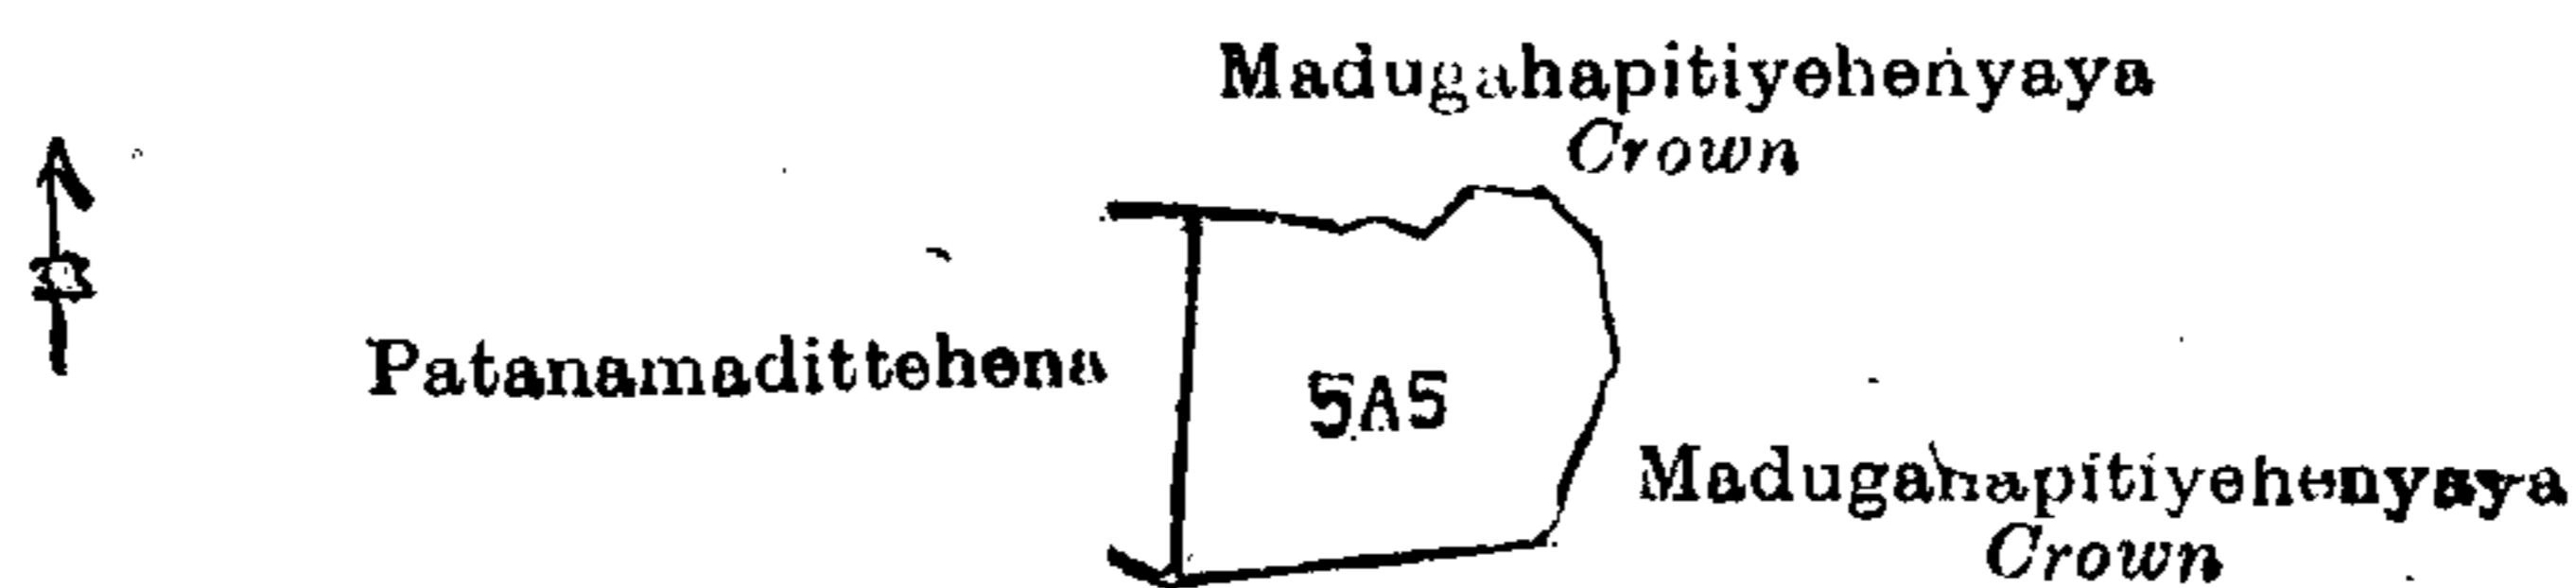 Madugahapitiyehenyaya
Crown
Patanamadittehena
5A5
Madugahapitiyehenyaya
Crown